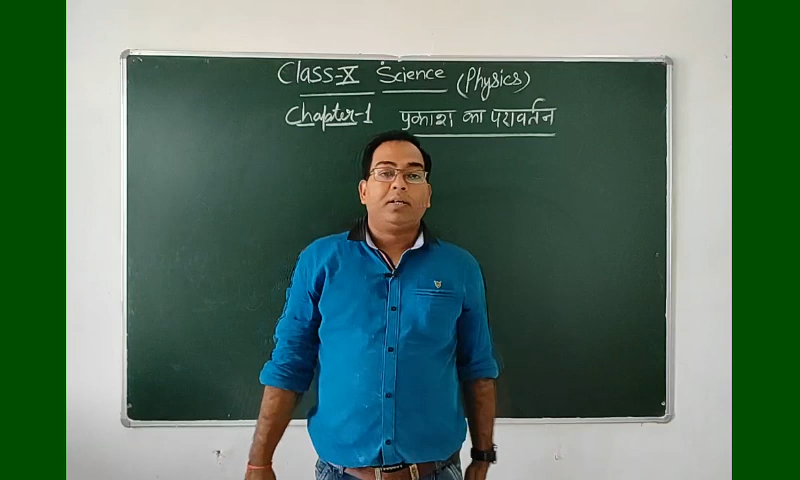 Class-X Science (Physics)
Chapter-1 प्रकाश का परावर्तन